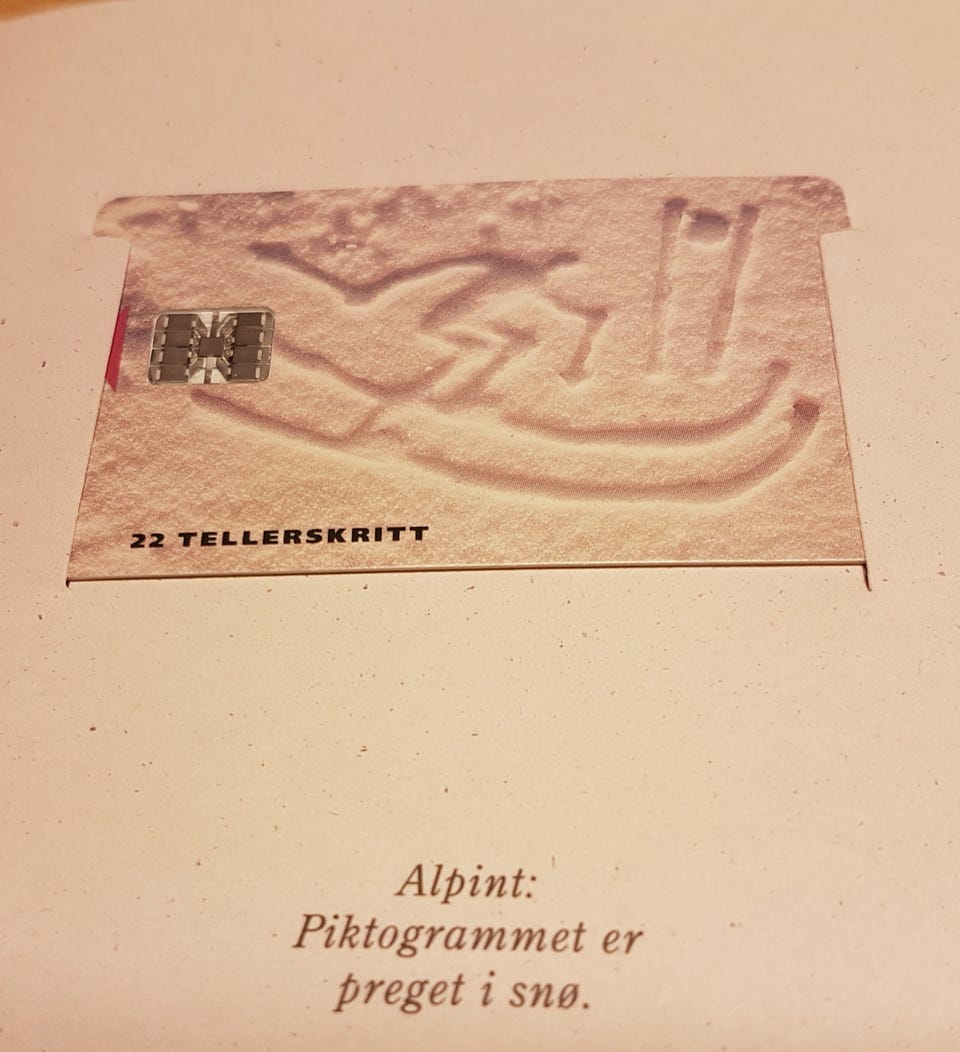 22 TELLERSKRITT
Alpint:
Piktogrammet er
preget i snø.